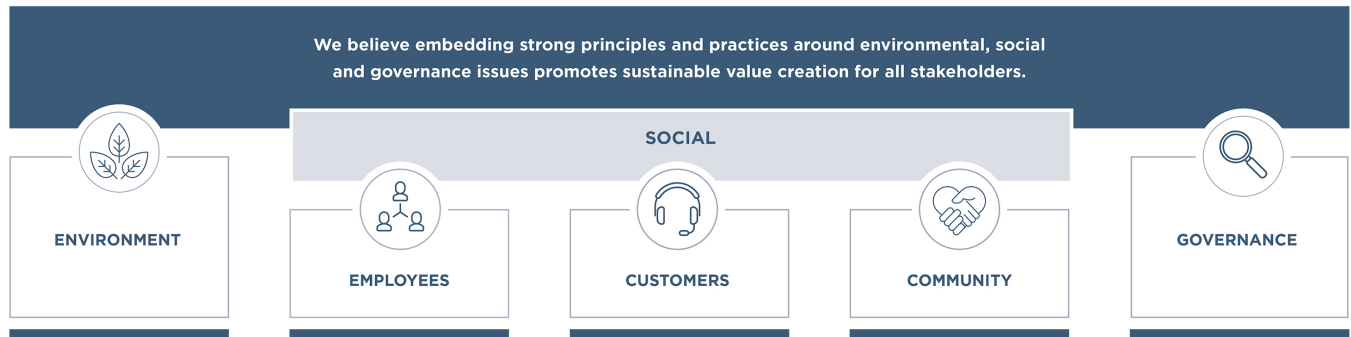 We believe embedding strong principles and practices around environmental, social
and governance issues promotes sustainable value creation for all stakeholders.
SOCIAL
ENVIRONMENT
EMPLOYEES
CUSTOMERS
COMMUNITY
GOVERNANCE